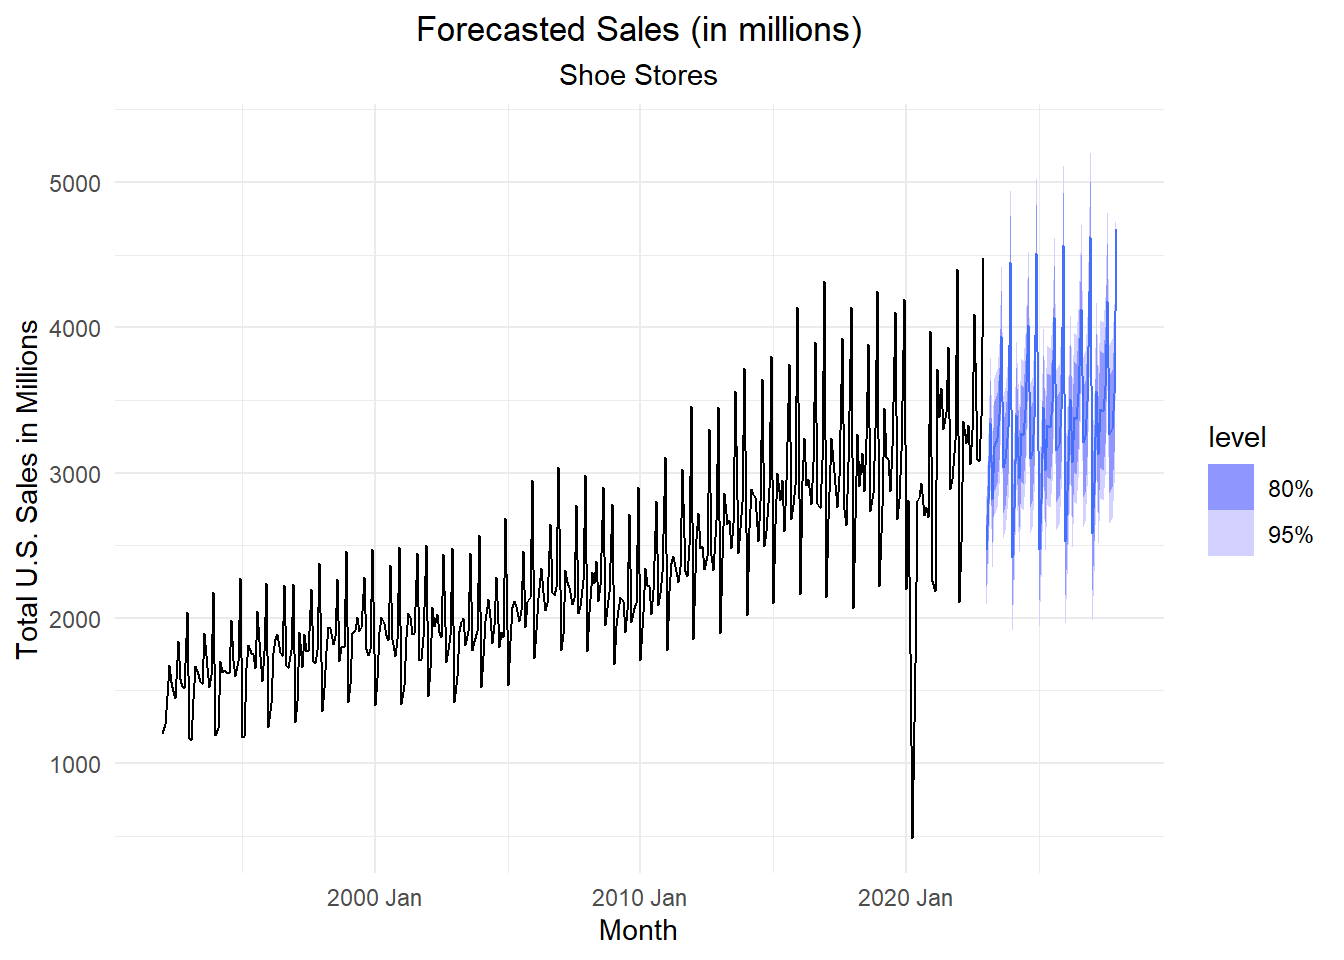 Forecasted Sales (in millions)
Shoe Stores
Total U.S. Sales in Millions
5000
4000
3000
2000
1000
2000 Jan
2010 Jan
2020 Jan
Month
level
80%
95%